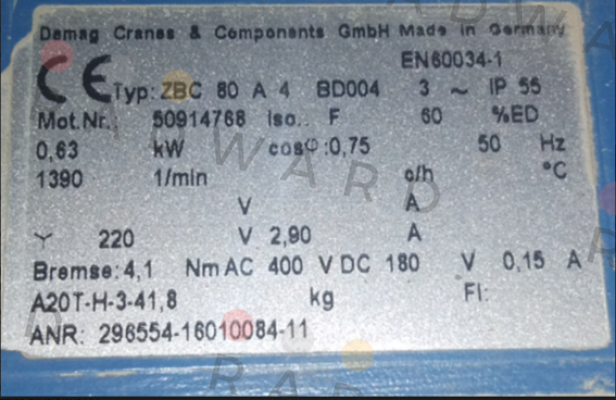 Demag Cranes & Components GmbH Made in Germany
EN60034-1
CE Typ: ZBC 80 A 4 BD004 3 ~ IP 55
Mot.Nr.: 50914768 Iso.. F 60 %ED
0,63 kW cosφ:0,75 50 Hz
1390 1/min c/h °C
V A
Y 220 V 2,90 A
Bremse:4,1 Nm AC 400 V DC 180 V 0,15 A
A20T-H-3-41,8 kg FI:
ANR: 296554-16010084-11